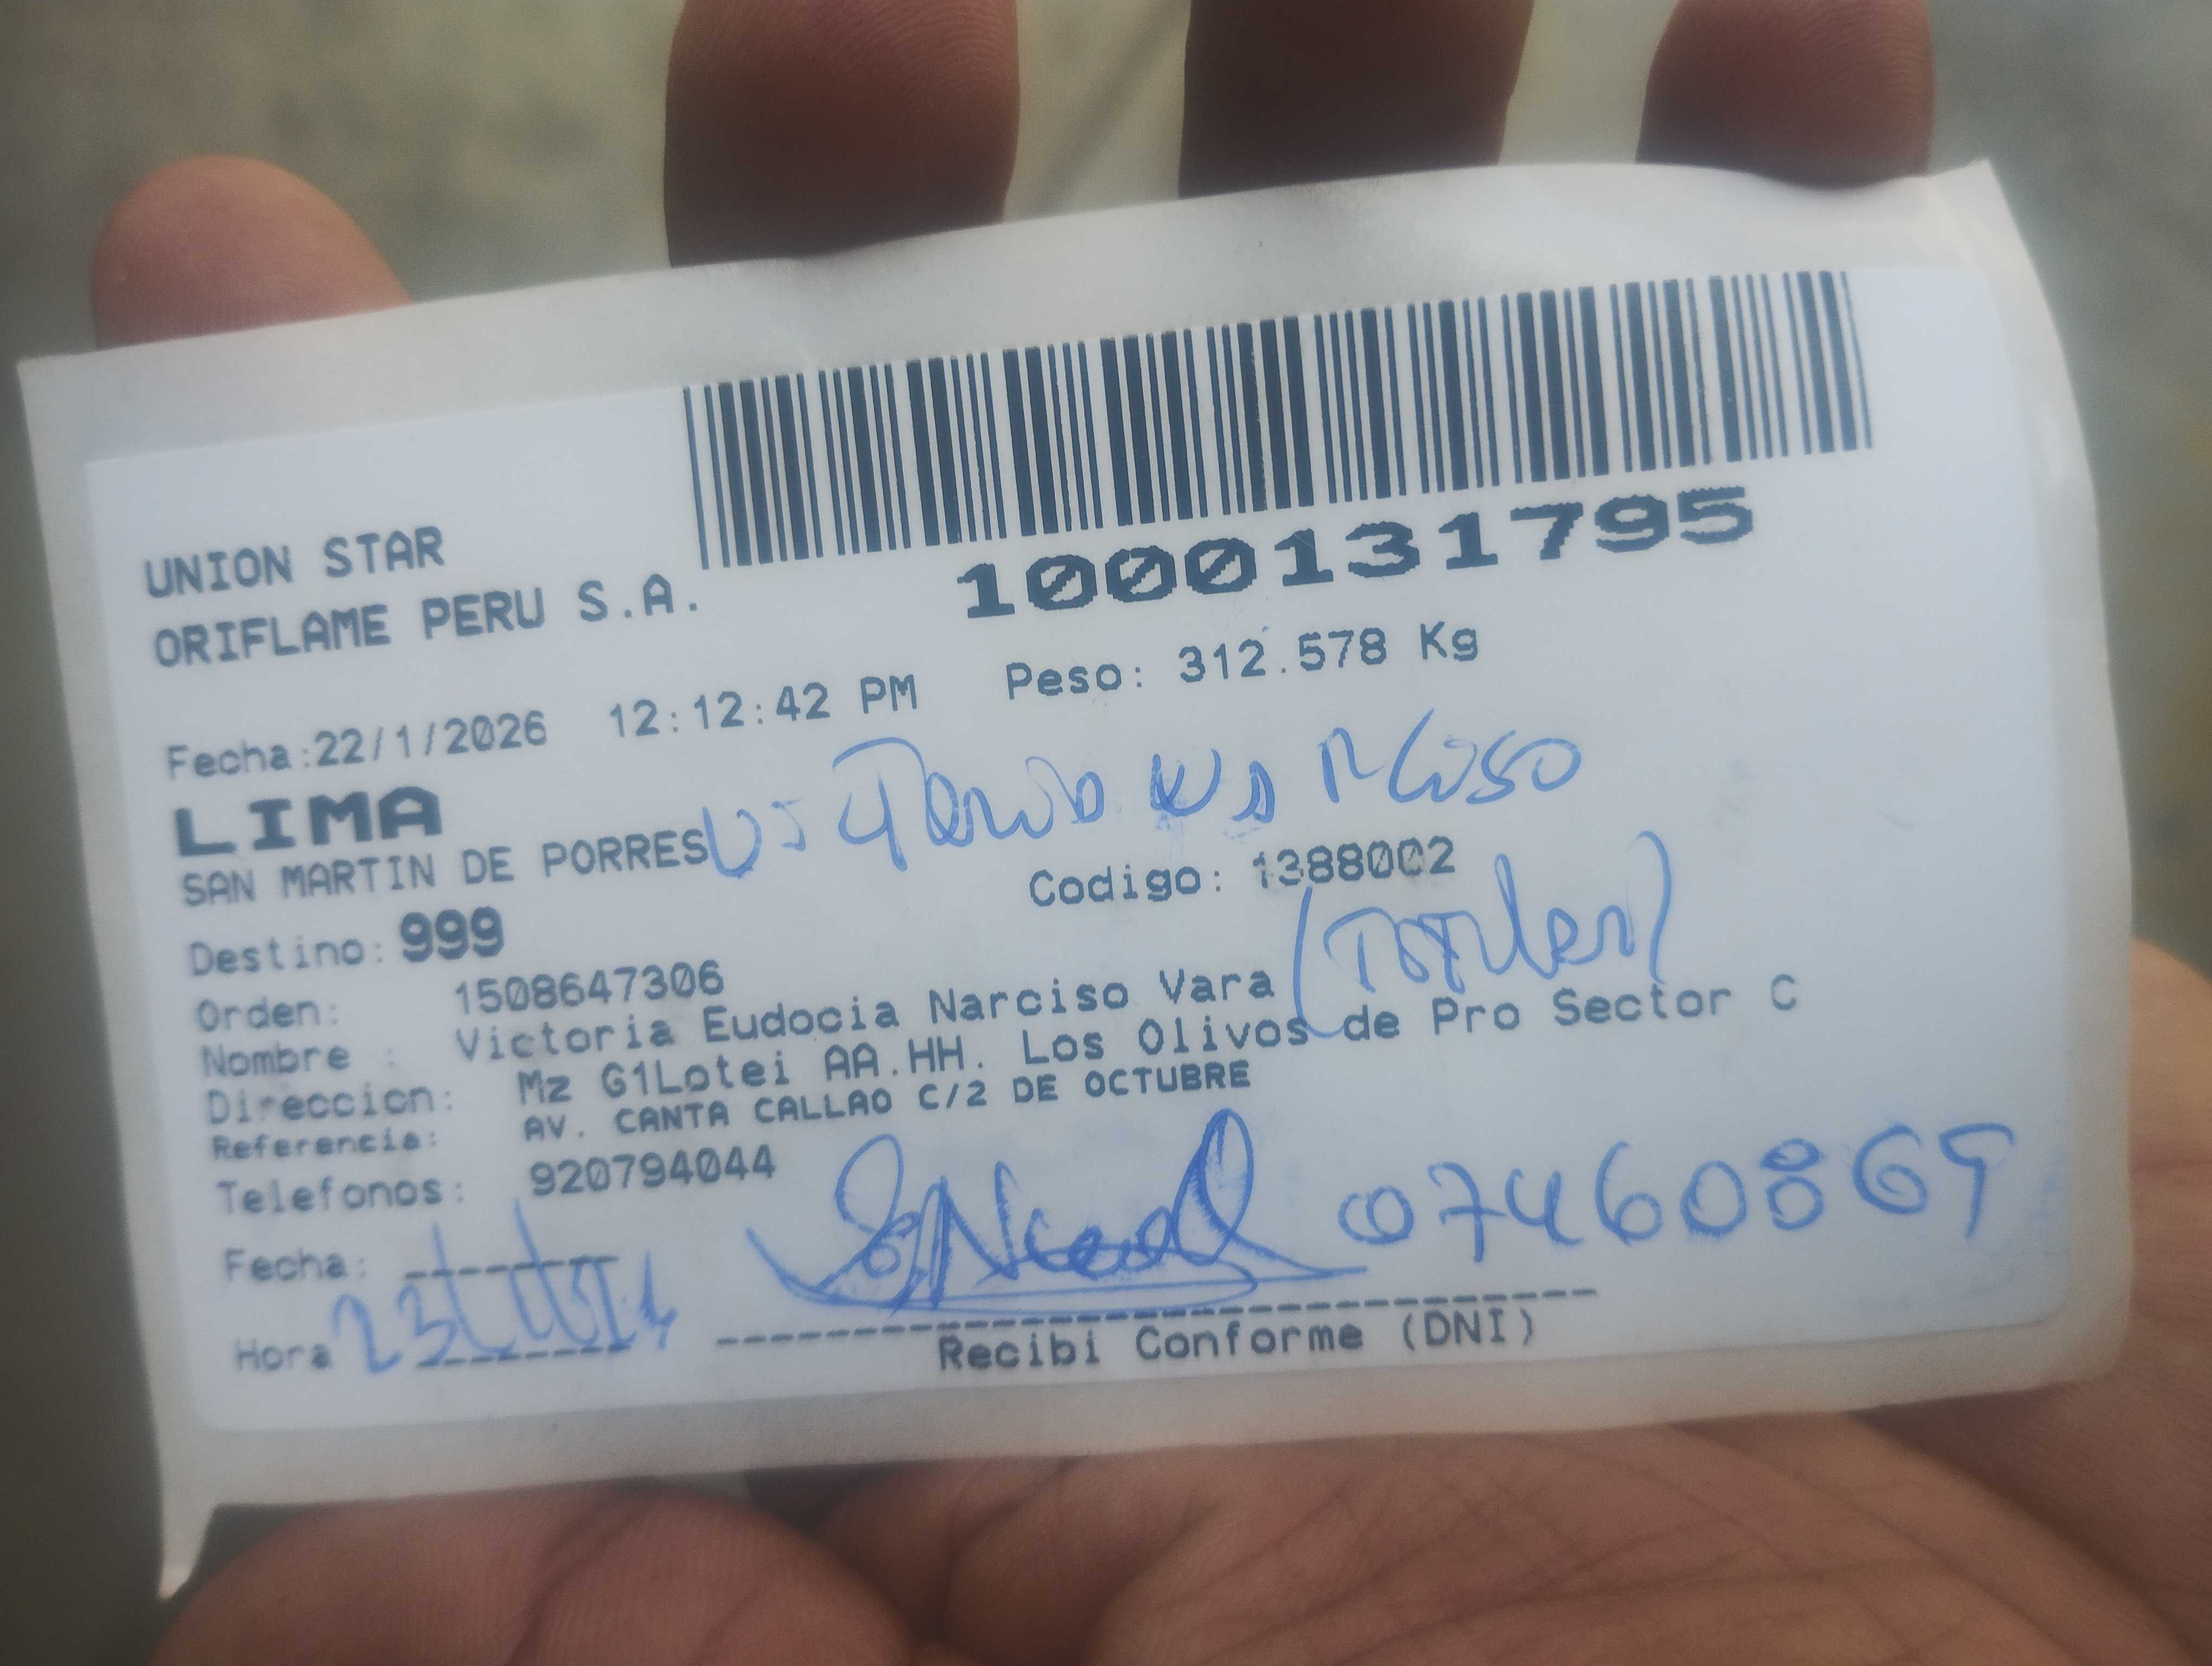 UNION STAR
ORIFLAME PERU S.A.
1000131795
Fecha:22/1/2026 12:12:42 PM Peso: 312.578 Kg
LIMA
SAN MARTIN DE PORRES
Codigo: 1388002
Destino: 999
(Titular)
Orden: 1508647306
Nombre : Victoria Eudocia Narciso Vara
Direccion: Mz G1Lotei AA.HH. Los Olivos de Pro Sector C
Referencia: AV. CANTA CALLAO C/2 DE OCTUBRE
Telefonos: 920794044
Fecha:
Hora
Recibi Conforme (DNI)